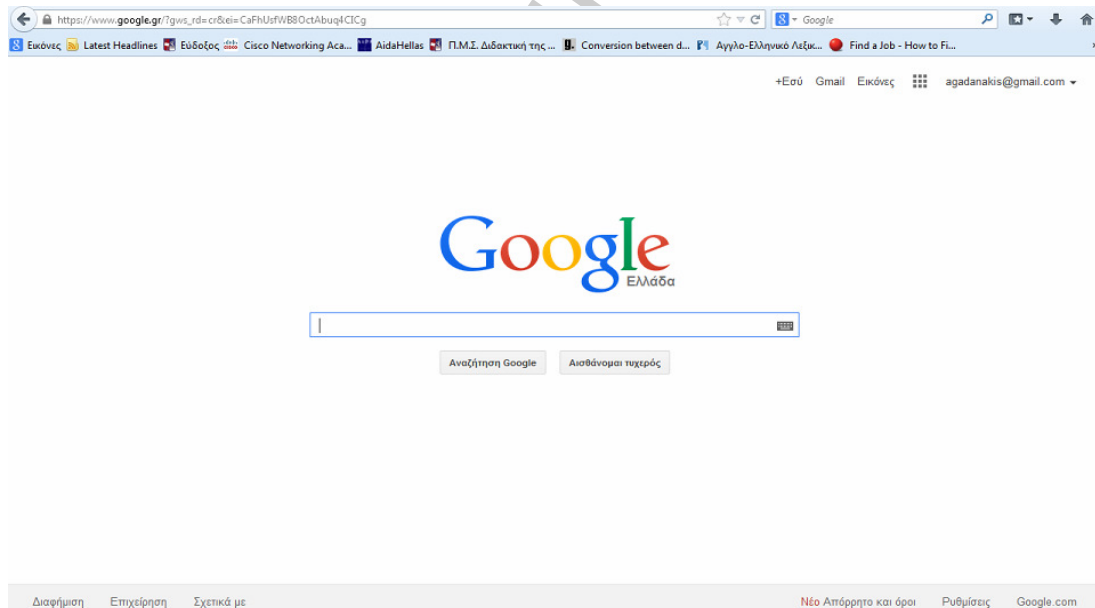 https://www.google.gr/?gws_rd=cr&ei=CaFhUsfWB8OctAbuq4CICg Google
Εικόνες Latest Headlines Εύδοξος Cisco Networking Aca... AidaHellas Π.Μ.Σ. Διδακτική της ... Conversion between d... Αγγλο-Ελληνικό Λεξικ... Find a Job - How to Fi...
+Εσύ Gmail Εικόνες agadanakis@gmail.com
Google
Ελλάδα
Αναζήτηση Google Αισθάνομαι τυχερός
Διαφήμιση Επιχείρηση Σχετικά με Νέο Απόρρητο και όροι Ρυθμίσεις Google.com